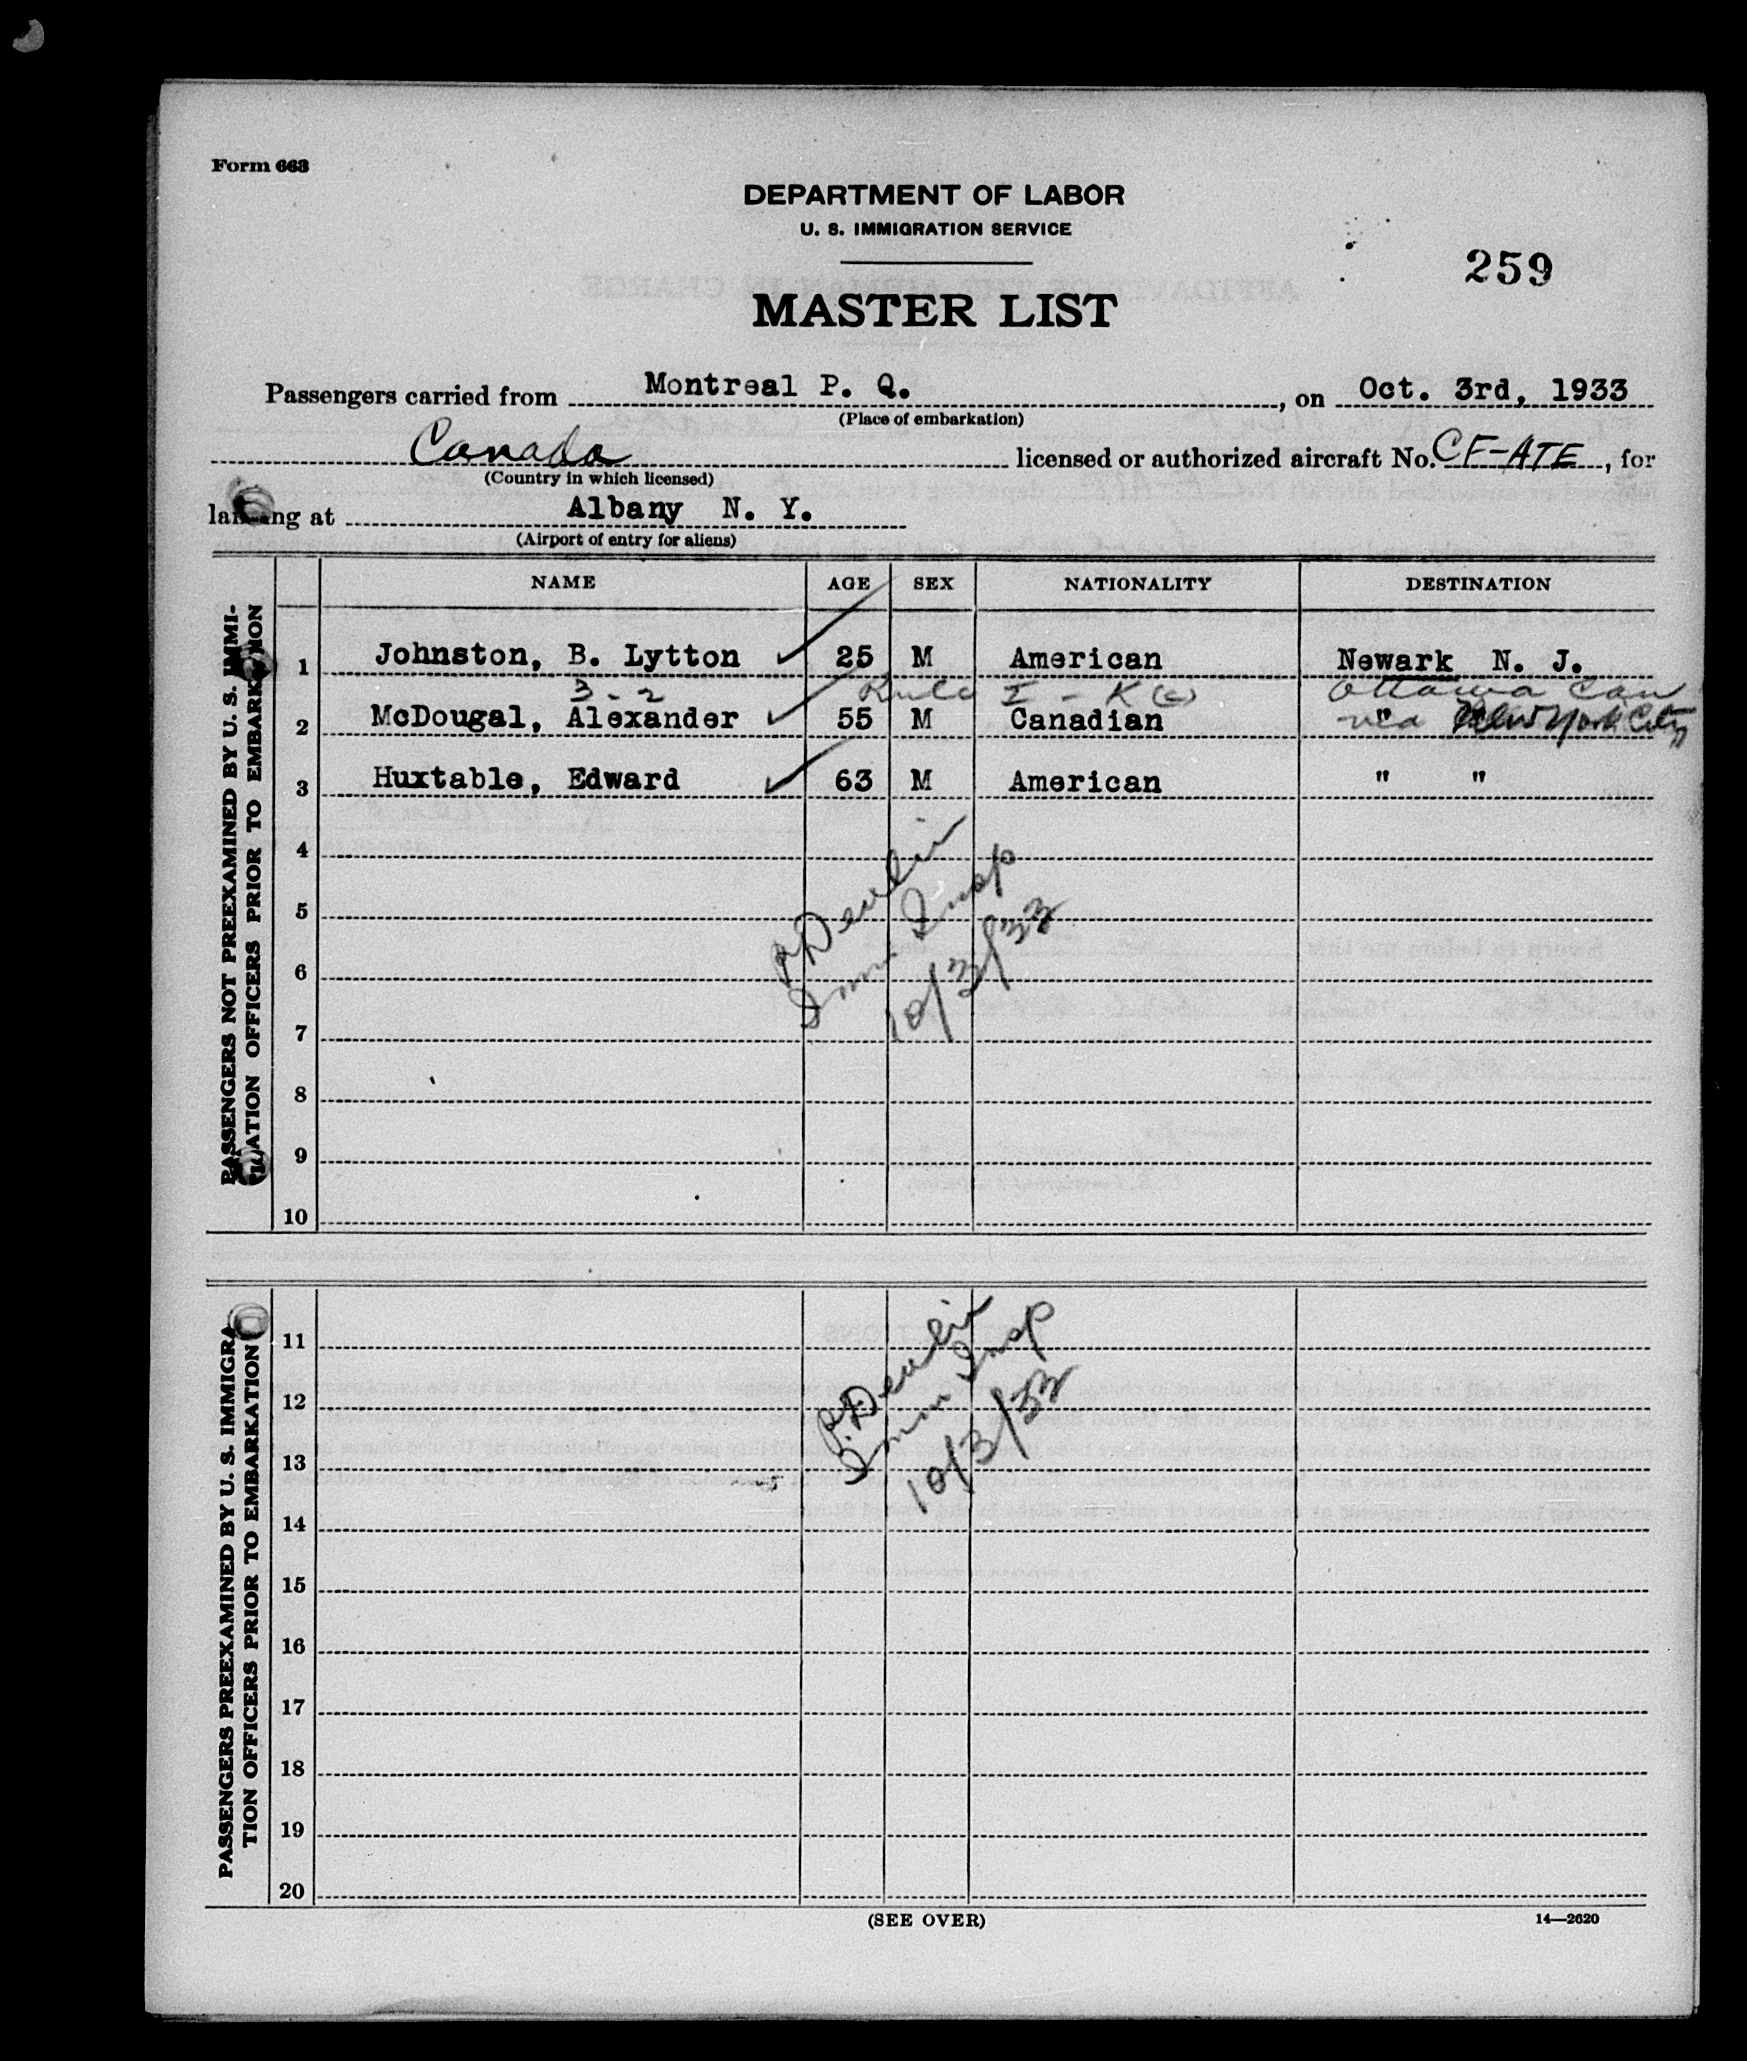 Form 663
DEPARTMENT OF LABOR
U. S. IMMIGRATION SERVICE
259
MASTER LIST
Passengers carried from Montreal P. Q. , on Oct. 3rd, 1933
(Place of embarkation)
Canada licensed or authorized aircraft No. CF-ATE, for
(Country in which licensed)
landing at Albany N. Y.
(Airport of entry for aliens)
NAME AGE SEX NATIONALITY DESTINATION
PASSENGERS NOT PREEXAMINED BY U. S. IMMI-
GRATION OFFICERS PRIOR TO EMBARKATION
1 Johnston, B. Lytton 25 M American Newark N. J.
3-2 Rule I - K (c) Ottawa Can
2 McDougal, Alexander 55 M Canadian " via New York City
3 Huxtable, Edward 63 M American " "
4
5
6
7
8
9
10
P. Devlin
Imm. Insp
10/3/33
PASSENGERS PREEXAMINED BY U. S. IMMIGRA-
TION OFFICERS PRIOR TO EMBARKATION
11
12
13
14
15
16
17
18
19
20
P. Devlin
Imm Insp
10/3/33
(SEE OVER)
14—2620